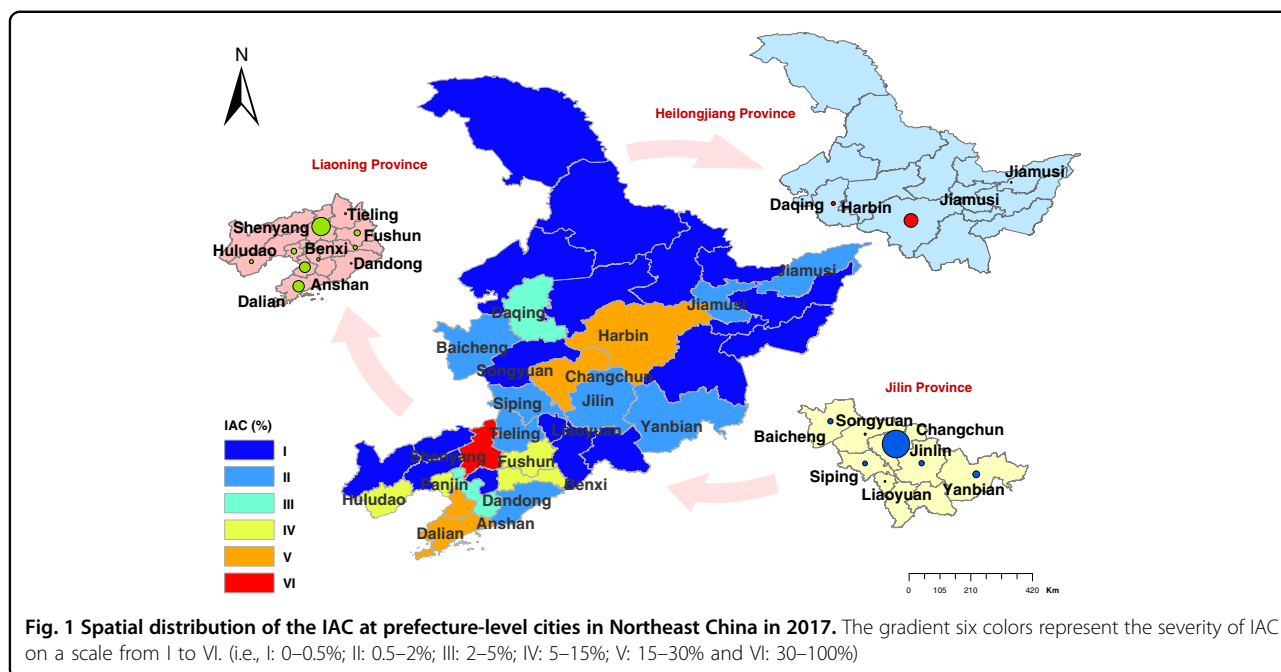 N
Heilongjiang Province
Liaoning Province
Jiamusi
Daqing
Harbin
Jiamusi
Tieling
Shenyang
Fushun
Huludao
Benxi
Dandong
Anshan
Dalian
Jiamusi
Jiamusi
Daqing
Harbin
Baicheng
Songyuan
Changchun
Siping
Jilin
Yanbian
Tieling
Liaoyuan
Shenyang
Fushun
Panjin
Benxi
Huludao
Dandong
Anshan
Dalian
Jilin Province
Songyuan
Baicheng
Changchun
Jinlin
Siping
Liaoyuan
Yanbian
IAC (%)
I
II
III
IV
V
VI
0 105 210 420 Km
Fig. 1 Spatial distribution of the IAC at prefecture-level cities in Northeast China in 2017. The gradient six colors represent the severity of IAC
on a scale from I to VI. (i.e., I: 0–0.5%; II: 0.5–2%; III: 2–5%; IV: 5–15%; V: 15–30% and VI: 30–100%)